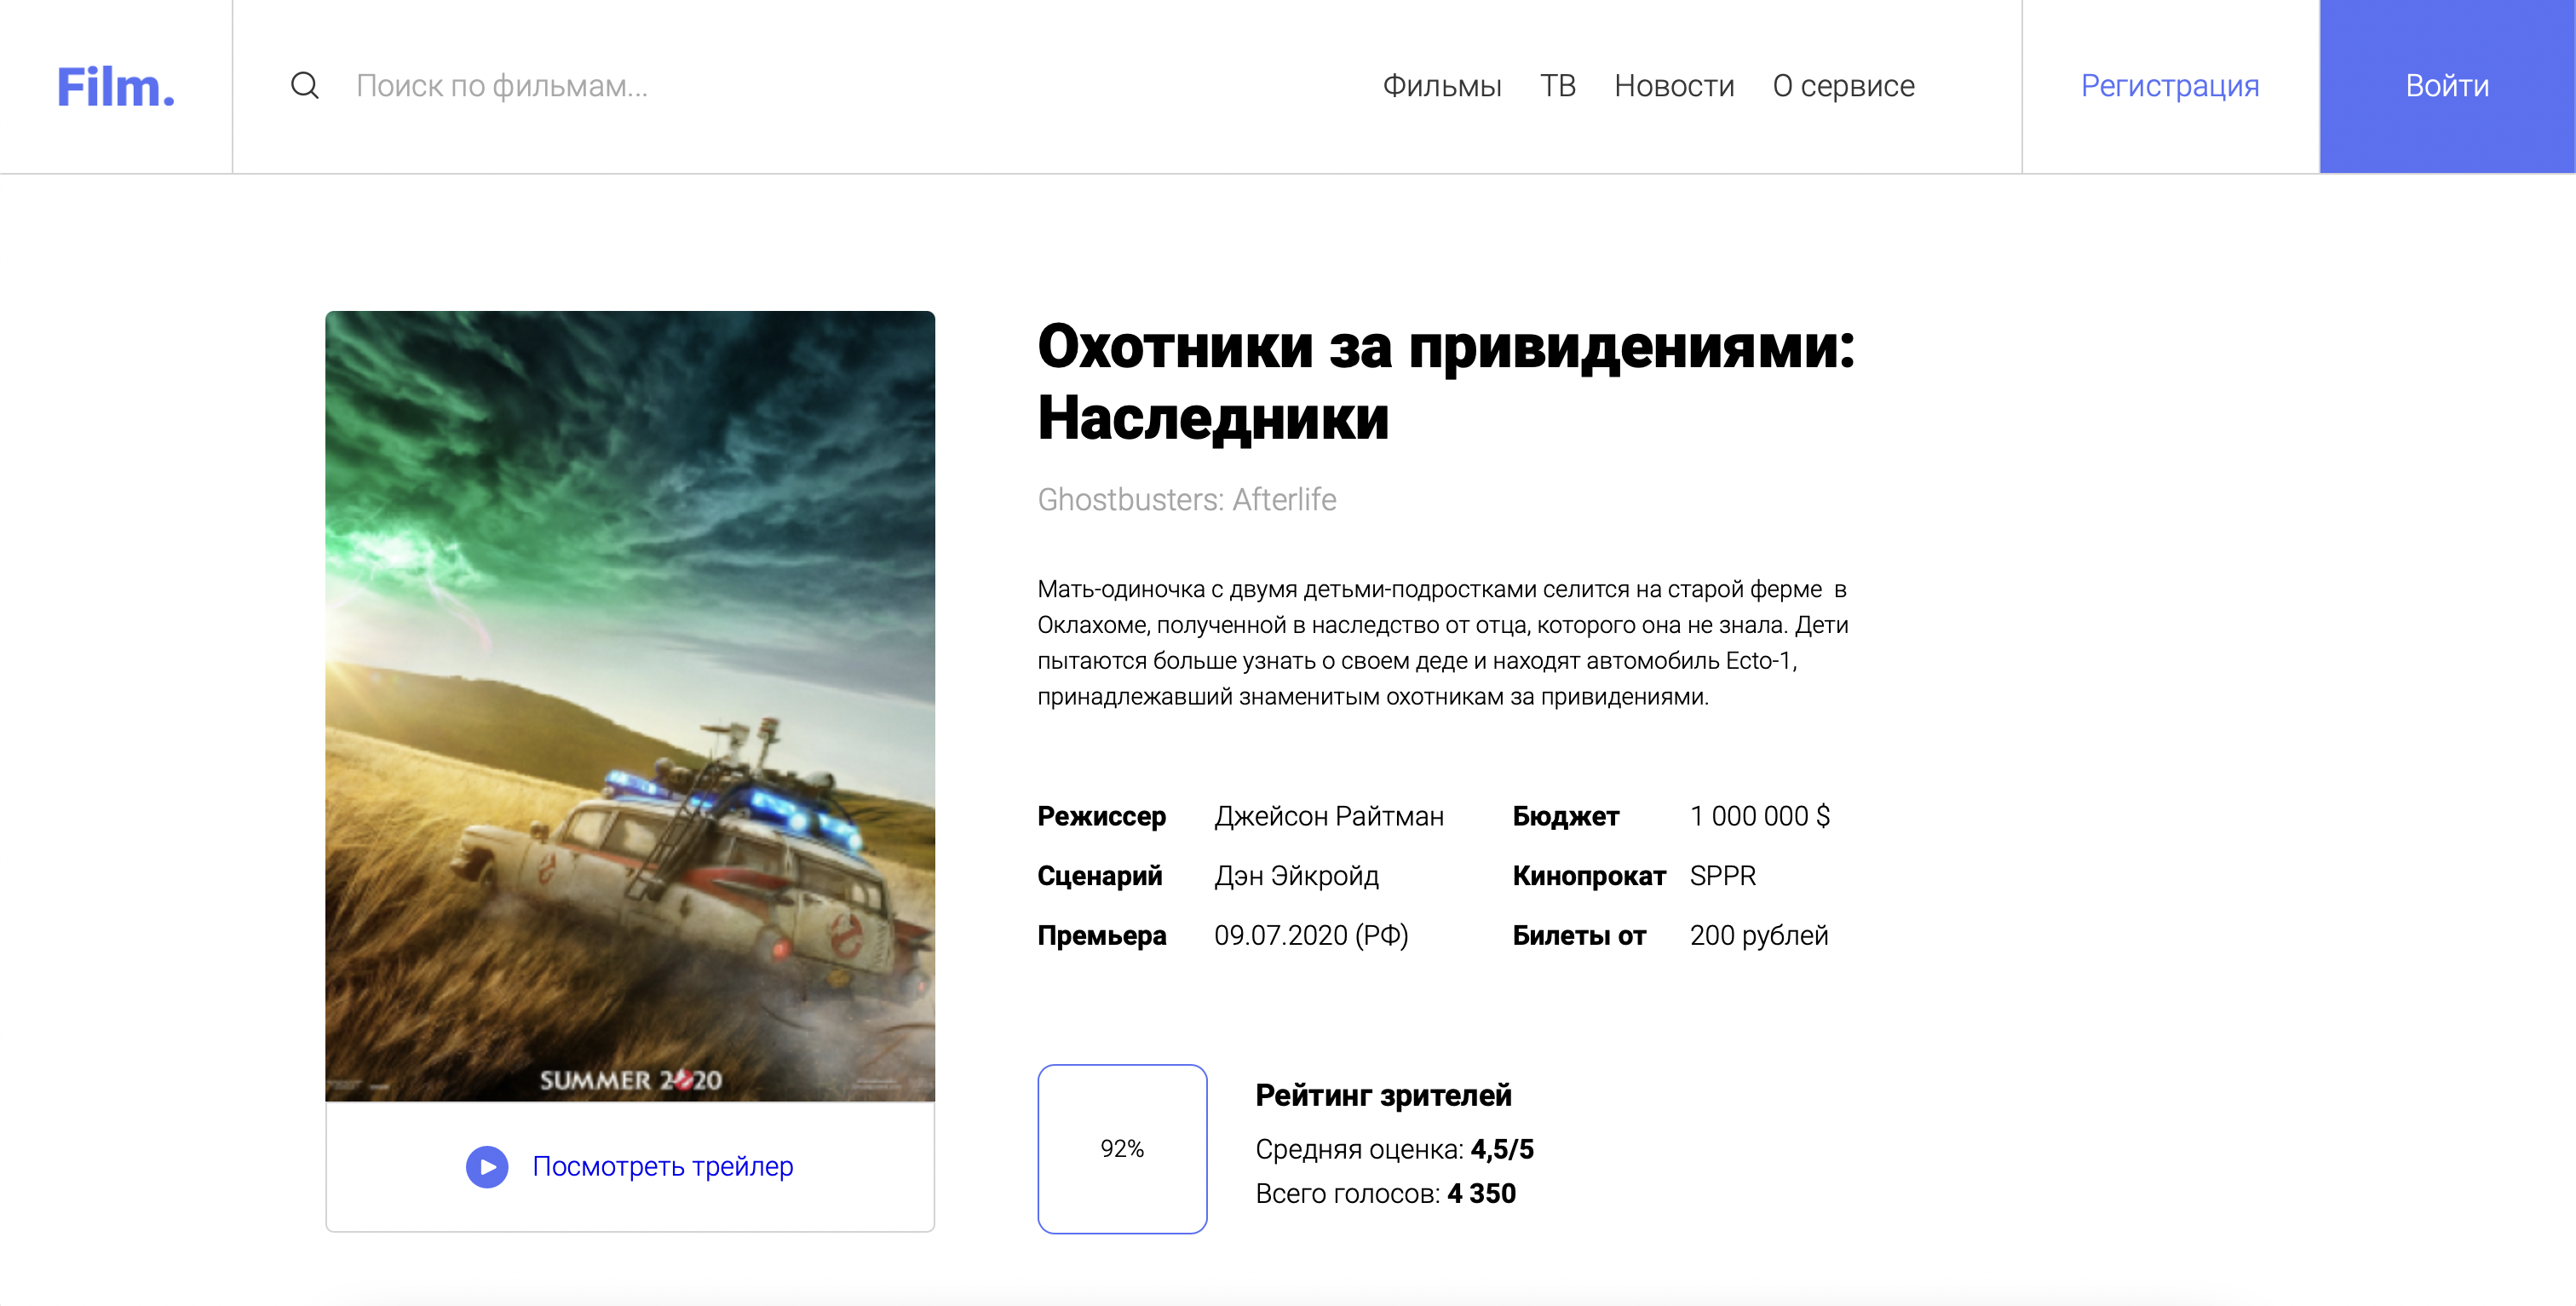 Film.
Поиск по фильмам...
Фильмы ТВ Новости О сервисе
Регистрация
Войти
Охотники за привидениями:
Наследники
Ghostbusters: Afterlife
Мать-одиночка с двумя детьми-подростками селится на старой ферме в
Оклахоме, полученной в наследство от отца, которого она не знала. Дети
пытаются больше узнать о своем деде и находят автомобиль Ecto-1,
принадлежавший знаменитым охотникам за привидениями.
Режиссер Джейсон Райтман Бюджет 1 000 000 $
Сценарий Дэн Эйкройд Кинопрокат SPPR
Премьера 09.07.2020 (РФ) Билеты от 200 рублей
SUMMER 2020
Посмотреть трейлер
92%
Рейтинг зрителей
Средняя оценка: 4,5/5
Всего голосов: 4 350